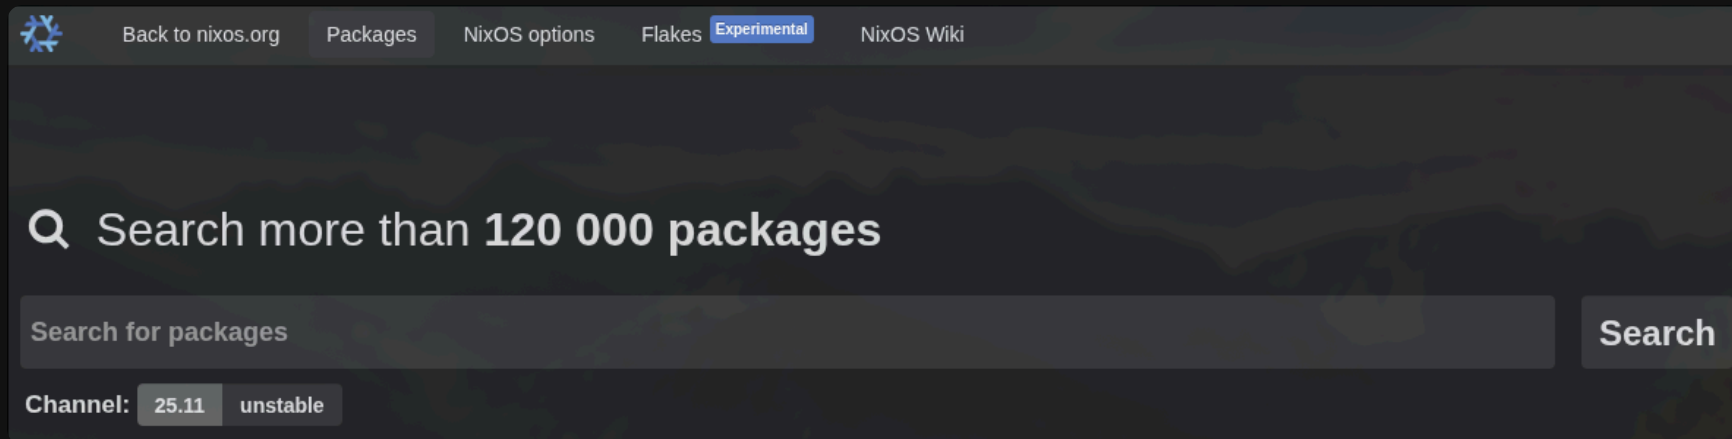 Back to nixos.org Packages NixOS options Flakes Experimental NixOS Wiki
Search more than 120 000 packages
Search for packages Search
Channel: 25.11 unstable